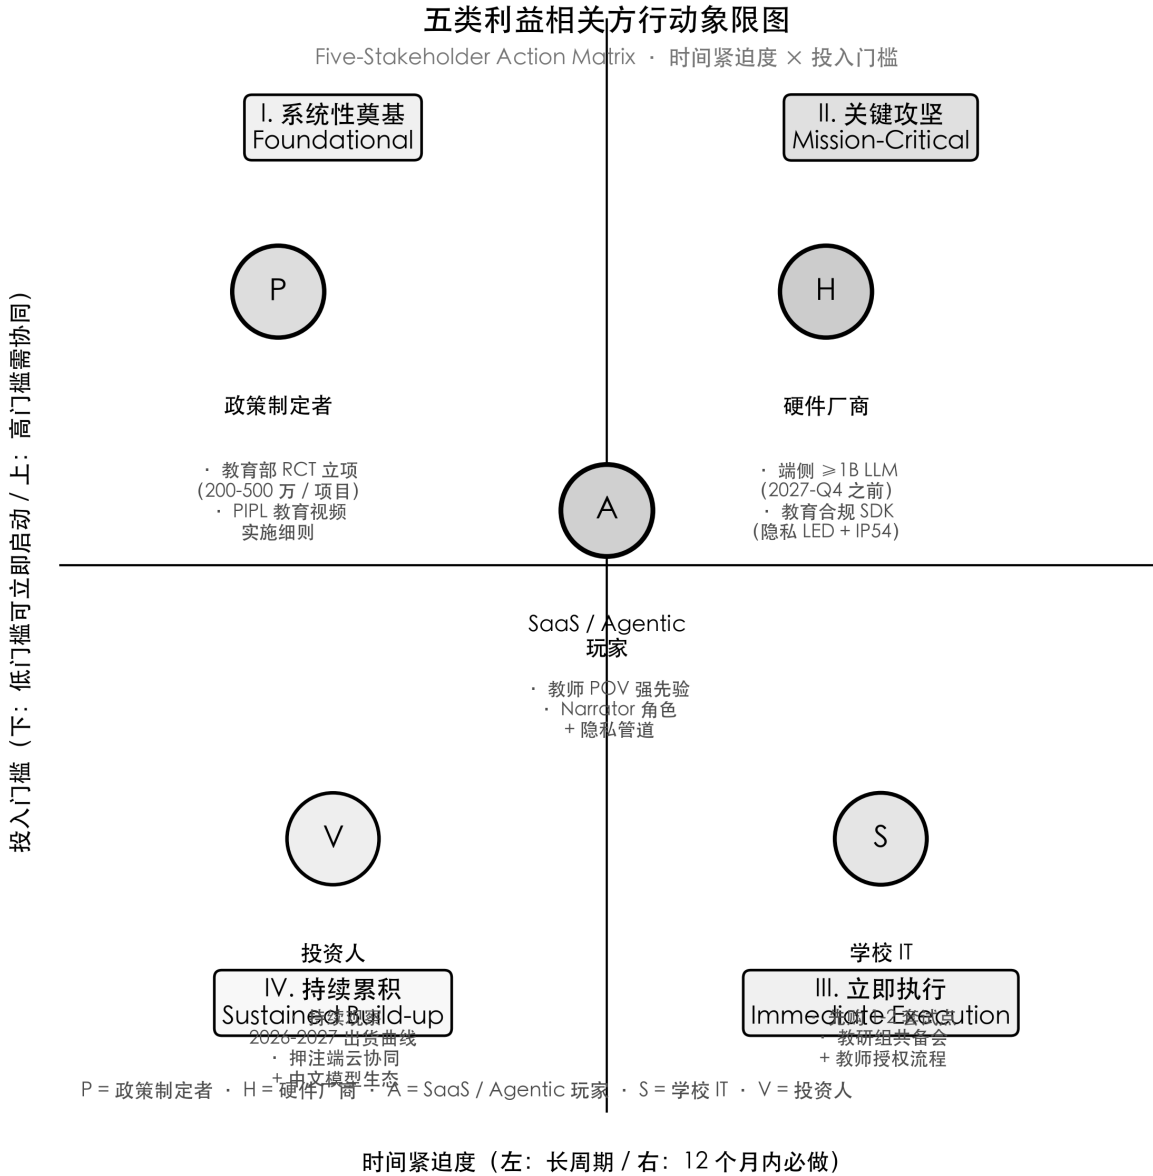 五类利益相关方行动象限图
Five-Stakeholder Action Matrix · 时间紧迫度 × 投入门槛
I. 系统性奠基
Foundational
II. 关键攻坚
Mission-Critical
P
H
政策制定者
硬件厂商
· 教育部 RCT 立项
(200-500 万 / 项目)
· PIPL 教育视频
实施细则
· 端侧 ≥1B LLM
(2027-Q4 之前)
· 教育合规 SDK
(隐私 LED + IP54)
A
SaaS / Agentic
玩家
· 教师 POV 强先验
· Narrator 角色
+ 隐私管道
V
S
投资人
学校 IT
IV. 持续累积
Sustained Build-up
持续观察
2026-2027 出货曲线
· 押注端云协同
+ 中文模型生态
III. 立即执行
Immediate Execution
1-2 套试点
· 教研组共备会
+ 教师授权流程
P = 政策制定者 · H = 硬件厂商 · A = SaaS / Agentic 玩家 · S = 学校 IT · V = 投资人
时间紧迫度（左：长周期 / 右：12 个月内必做）
投入门槛（下：低门槛可立即启动 / 上：高门槛需协同）